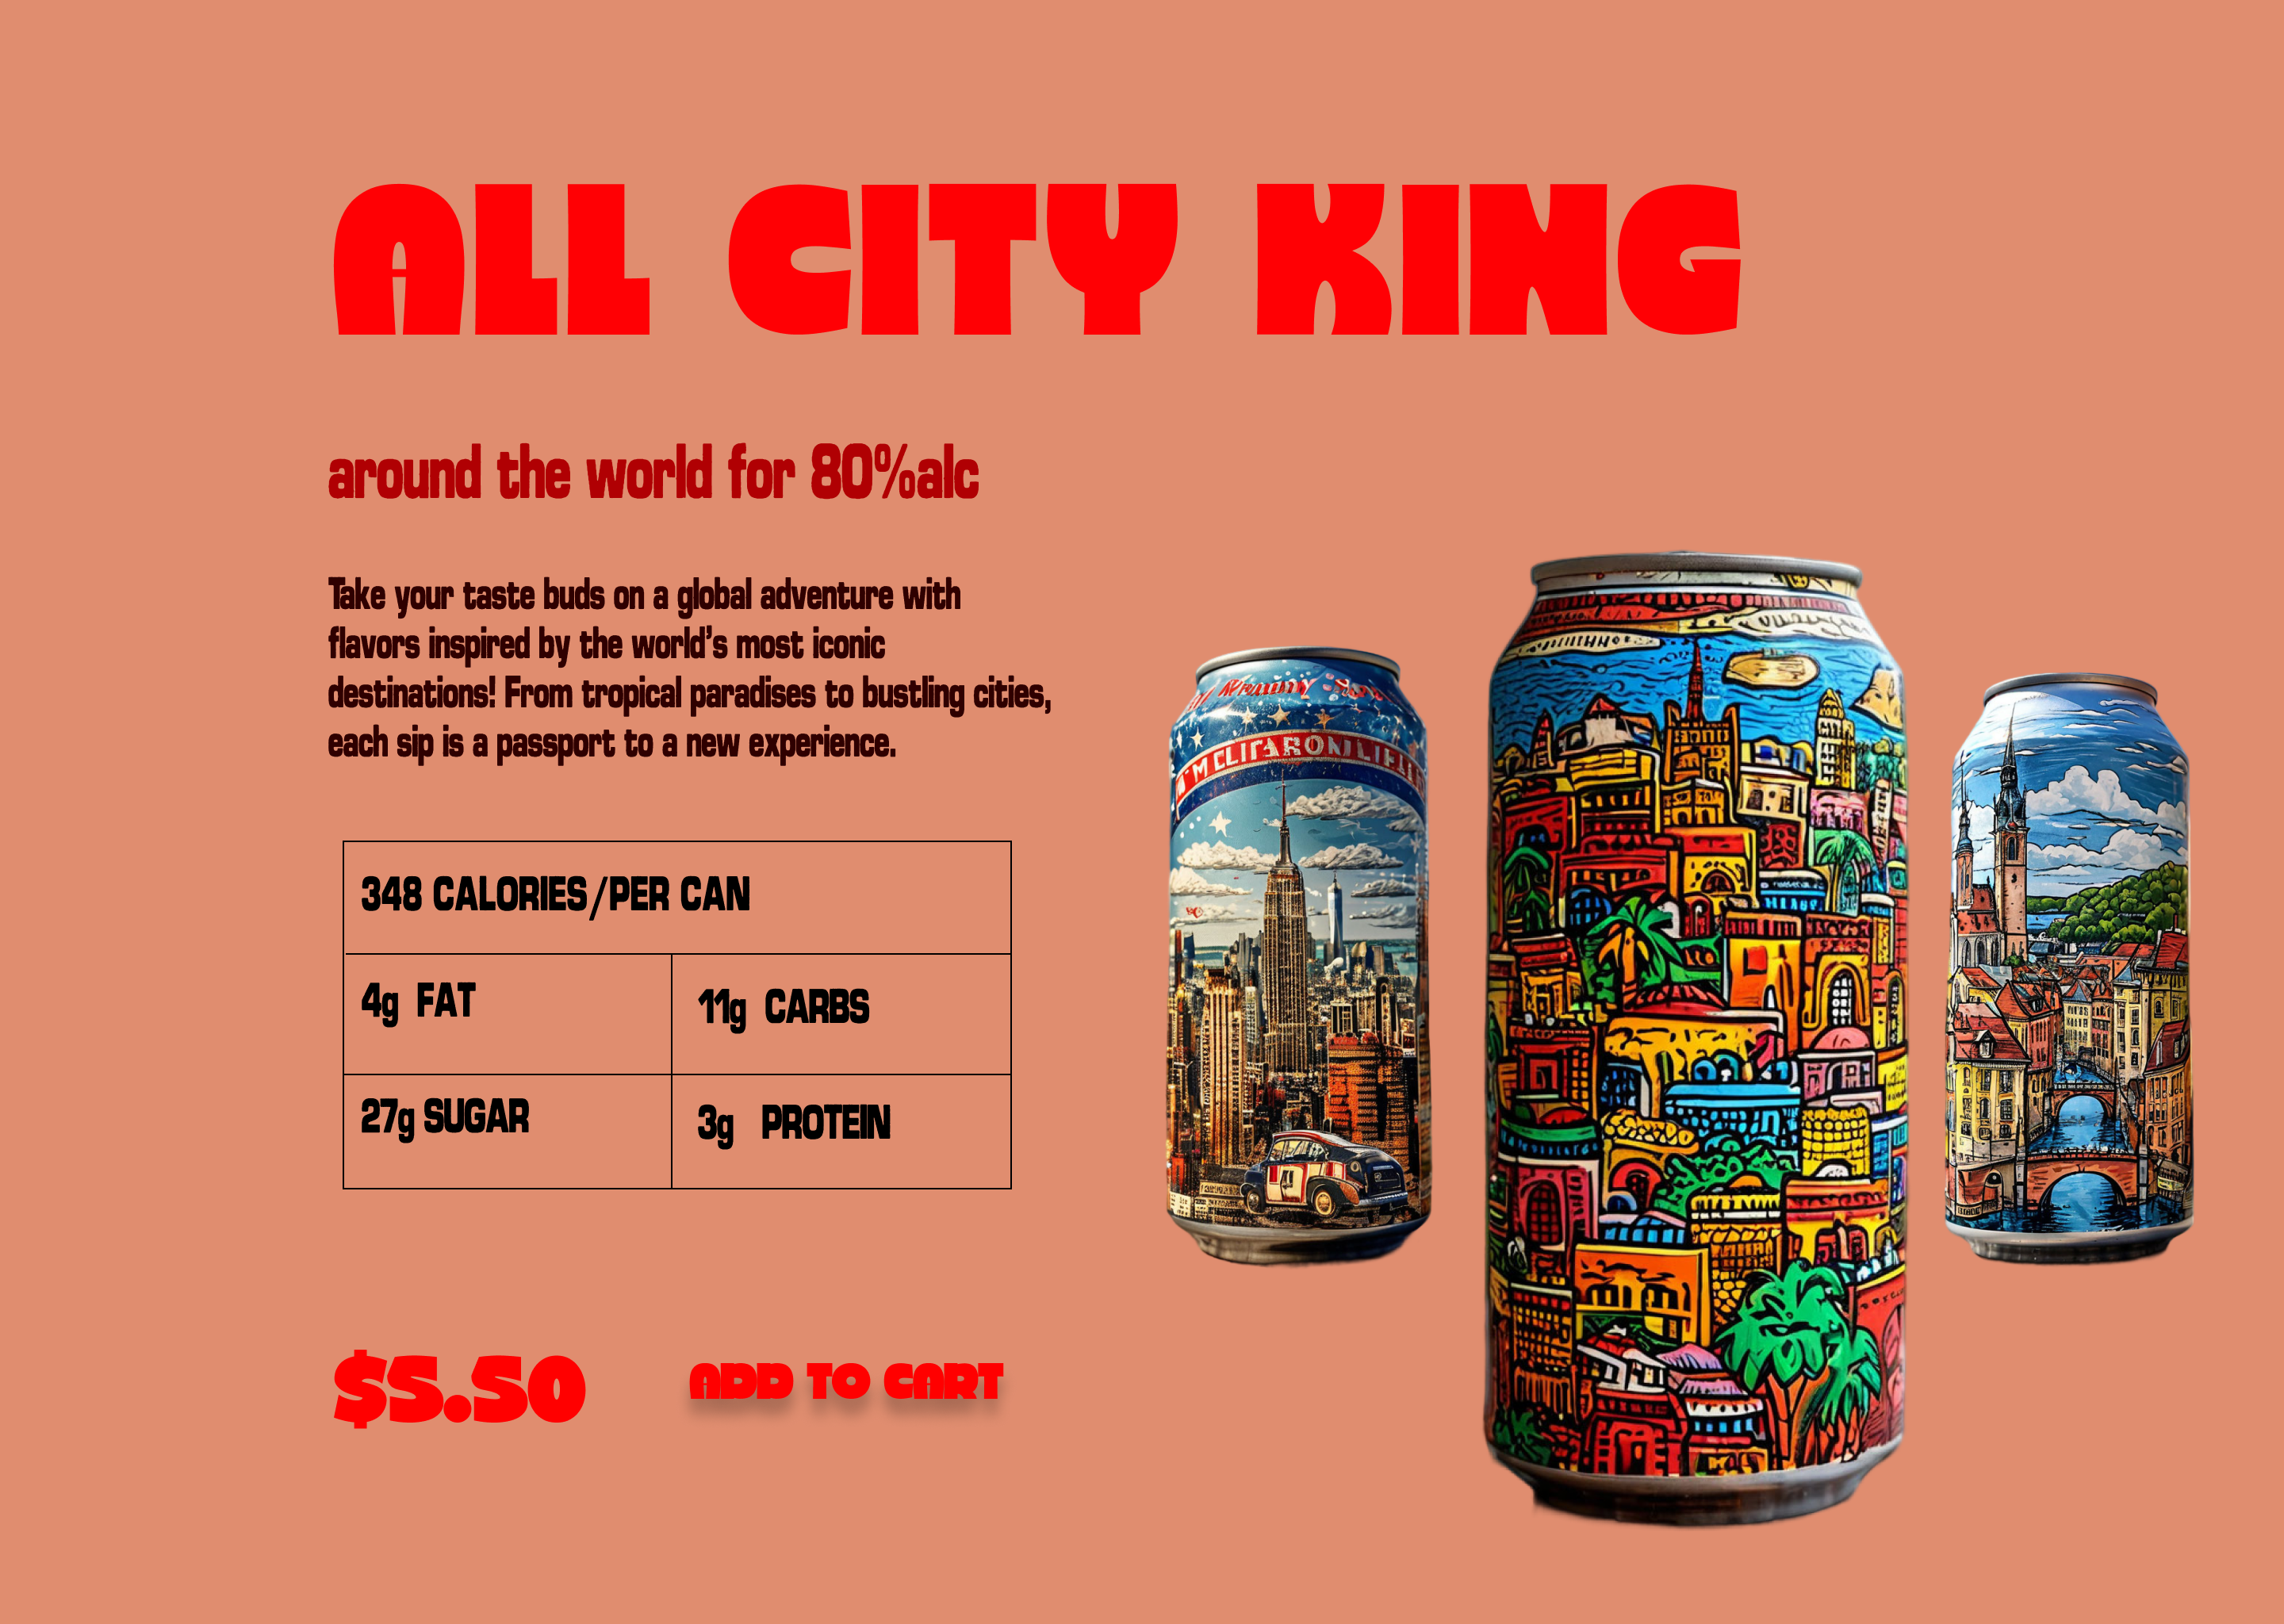 ALL CITY KING
around the world for 80%alc
Take your taste buds on a global adventure with
flavors inspired by the world's most iconic
destinations! From tropical paradises to bustling cities,
each sip is a passport to a new experience.
348 CALORIES/PER CAN
4g FAT
11g CARBS
27g SUGAR
3g PROTEIN
$5.50
ADD TO CART